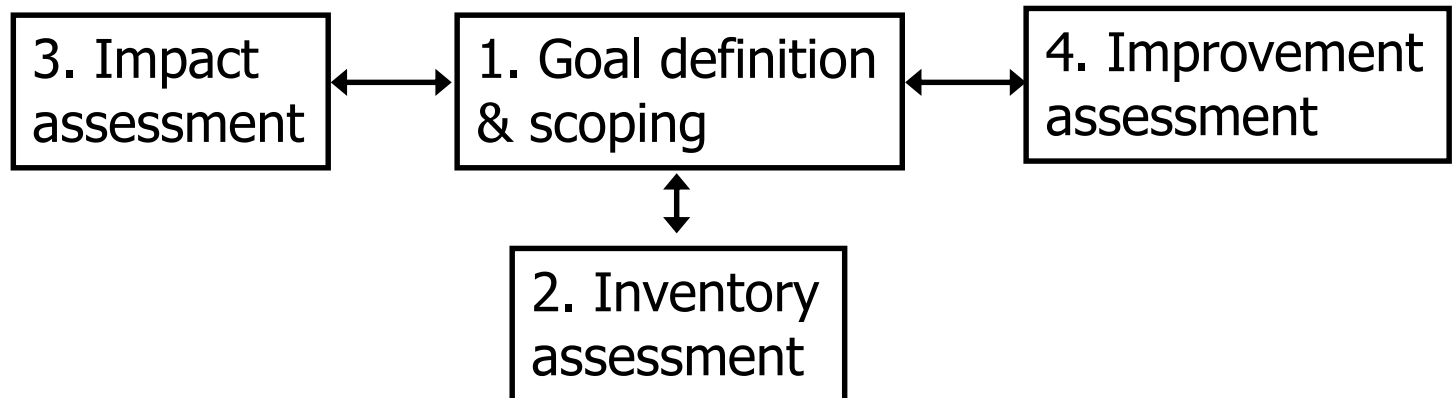 3. Impact
assessment
1. Goal definition
& scoping
4. Improvement
assessment
2. Inventory
assessment